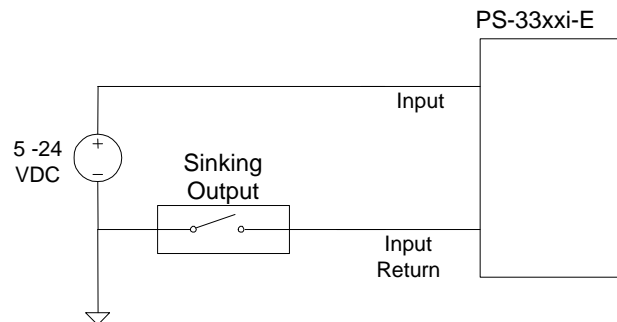 PS-33xxi-E
Input
+
5 -24
VDC
−
Sinking
Output
Input
Return